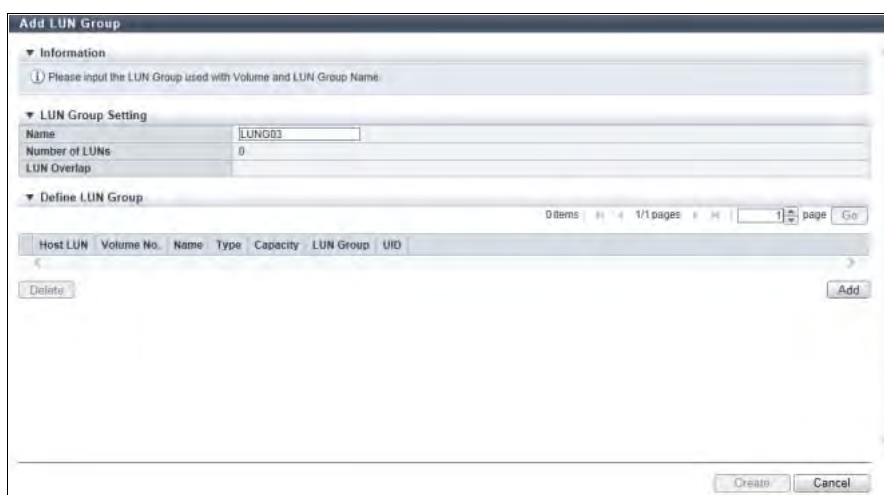 Add LUN Group
▼ Information
Please input the LUN Group used with Volume and LUN Group Name.
▼ LUN Group Setting
Name LUNG03
Number of LUNs 0
LUN Overlap
▼ Define LUN Group
0 items 1/1 pages 1 page Go
Host LUN Volume No. Name Type Capacity LUN Group UID
Delete Add
Create Cancel